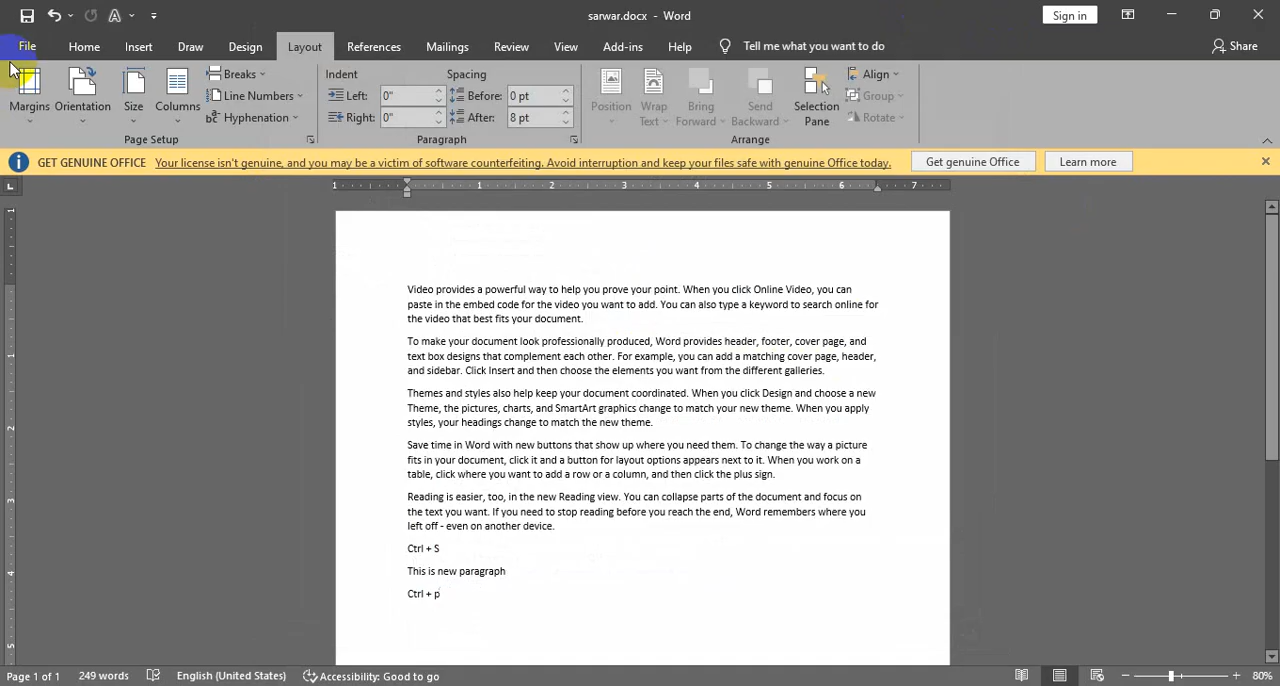 sarwar.docx - Word
Sign in
File Home Insert Draw Design Layout References Mailings Review View Add-ins Help Tell me what you want to do Share
Margins Orientation Size Columns
Breaks
Line Numbers
Hyphenation
Page Setup
Indent Spacing
Left: 0" Before: 0 pt
Right: 0" After: 8 pt
Paragraph
Position Wrap Text Bring Forward Send Backward Selection Pane
Align
Group
Rotate
Arrange
GET GENUINE OFFICE Your license isn't genuine, and you may be a victim of software counterfeiting. Avoid interruption and keep your files safe with genuine Office today. Get genuine Office Learn more
1 1 2 3 4 5 6 7
Video provides a powerful way to help you prove your point. When you click Online Video, you can
paste in the embed code for the video you want to add. You can also type a keyword to search online for
the video that best fits your document.
To make your document look professionally produced, Word provides header, footer, cover page, and
text box designs that complement each other. For example, you can add a matching cover page, header,
and sidebar. Click Insert and then choose the elements you want from the different galleries.
Themes and styles also help keep your document coordinated. When you click Design and choose a new
Theme, the pictures, charts, and SmartArt graphics change to match your new theme. When you apply
styles, your headings change to match the new theme.
Save time in Word with new buttons that show up where you need them. To change the way a picture
fits in your document, click it and a button for layout options appears next to it. When you work on a
table, click where you want to add a row or a column, and then click the plus sign.
Reading is easier, too, in the new Reading view. You can collapse parts of the document and focus on
the text you want. If you need to stop reading before you reach the end, Word remembers where you
left off - even on another device.
Ctrl + S
This is new paragraph
Ctrl + p
1
1
2
3
4
5
Page 1 of 1 249 words English (United States) Accessibility: Good to go 80%